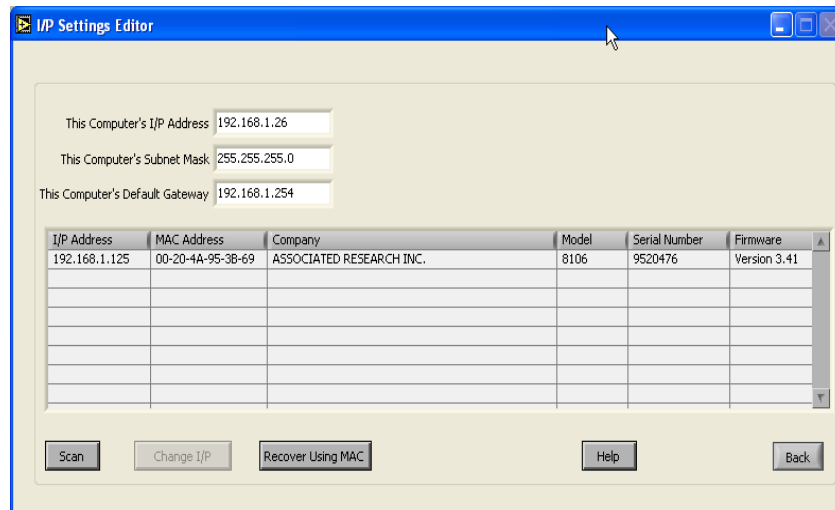 I/P Settings Editor
This Computer's I/P Address 192.168.1.26
This Computer's Subnet Mask 255.255.255.0
This Computer's Default Gateway 192.168.1.254
I/P Address MAC Address Company Model Serial Number Firmware
192.168.1.125 00-20-4A-95-3B-69 ASSOCIATED RESEARCH INC. 8106 9520476 Version 3.41
Scan Change I/P Recover Using MAC Help Back